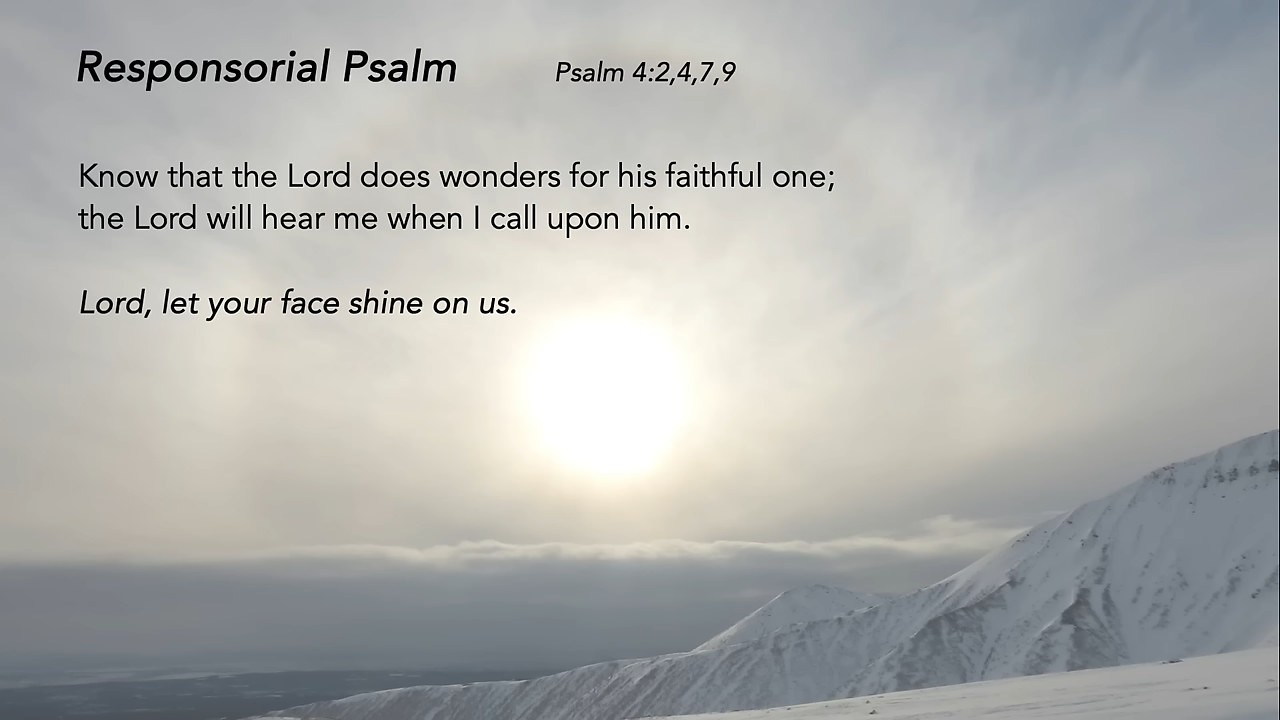 Responsorial Psalm Psalm 4:2,4,7,9
Know that the Lord does wonders for his faithful one;
the Lord will hear me when I call upon him.
Lord, let your face shine on us.